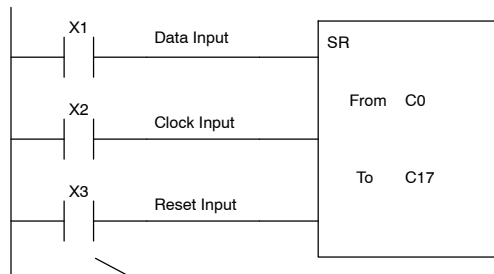 X1
Data Input
SR
From C0
X2
Clock Input
To C17
X3
Reset Input